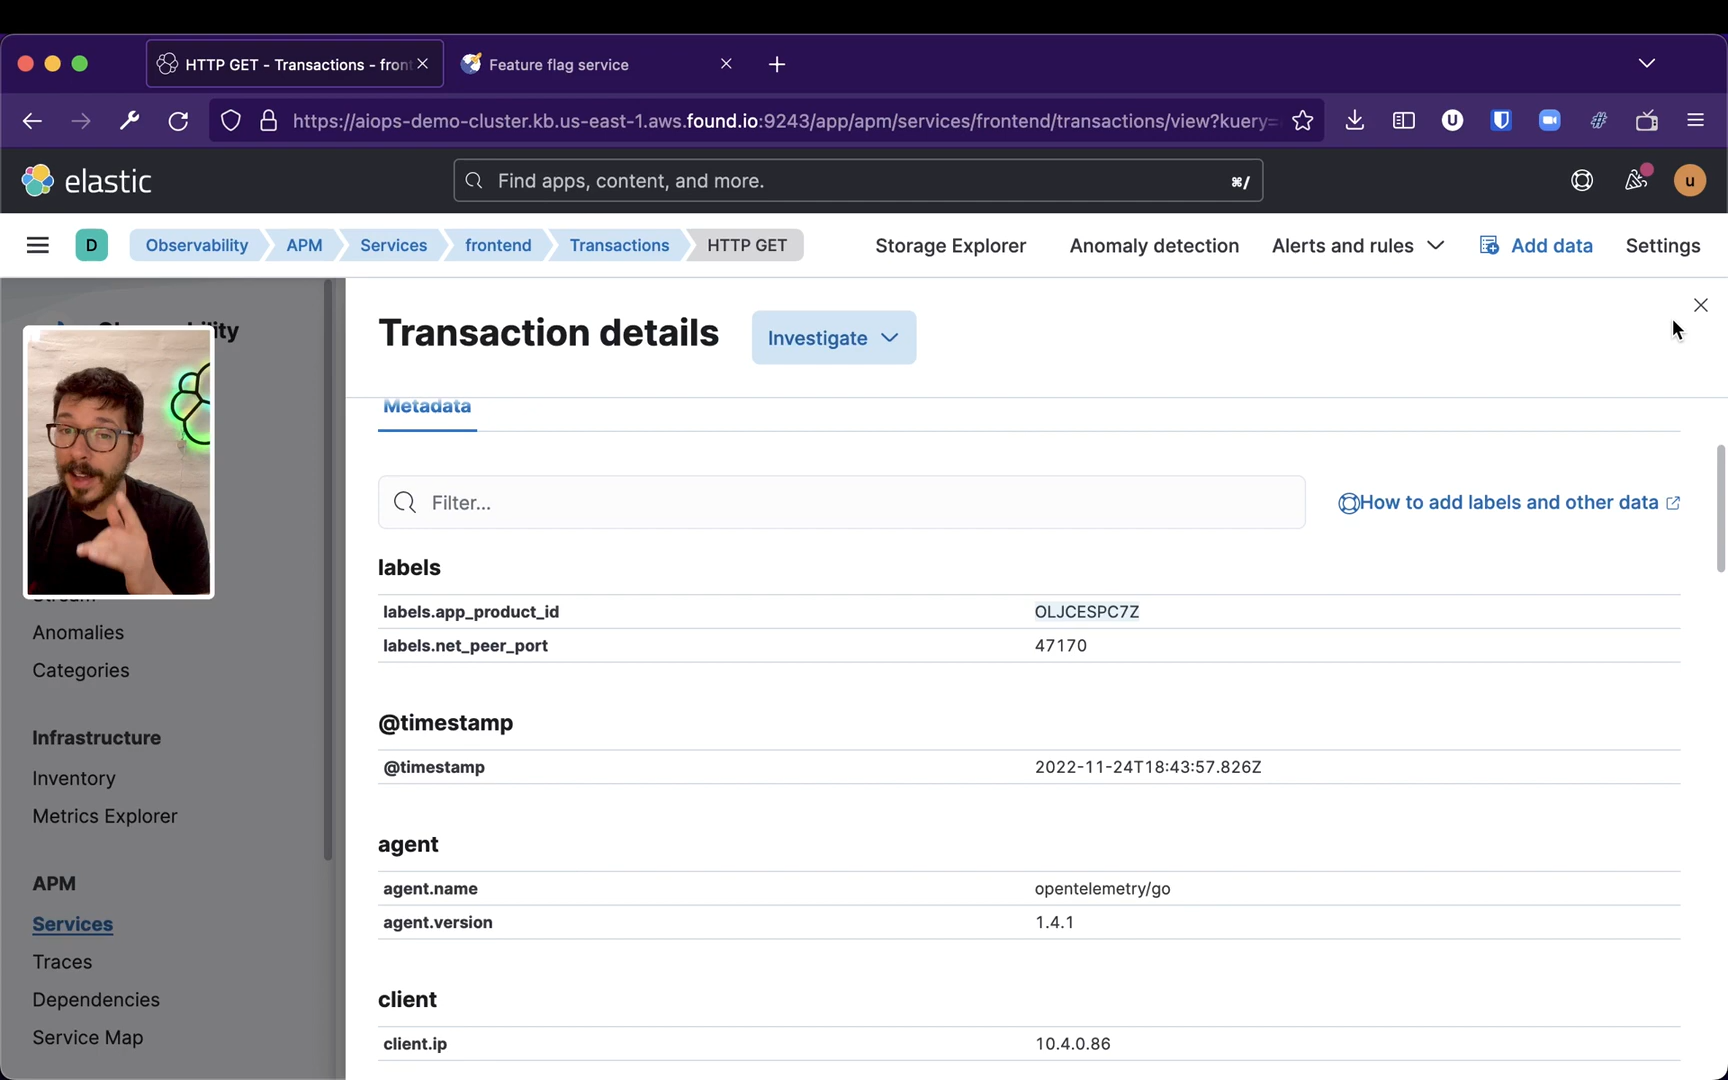 HTTP GET - Transactions - front
Feature flag service
https://aiops-demo-cluster.kb.us-east-1.aws.found.io:9243/app/apm/services/frontend/transactions/view?kuery=
elastic
Find apps, content, and more.
⌘/
u
D
Observability
APM
Services
frontend
Transactions
HTTP GET
Storage Explorer
Anomaly detection
Alerts and rules
Add data
Settings
Anomalies
Categories
Infrastructure
Inventory
Metrics Explorer
APM
Services
Traces
Dependencies
Service Map
Transaction details
Investigate
Metadata
Filter...
How to add labels and other data
labels
labels.app_product_id OLJCESPC7Z
labels.net_peer_port 47170
@timestamp
@timestamp 2022-11-24T18:43:57.826Z
agent
agent.name opentelemetry/go
agent.version 1.4.1
client
client.ip 10.4.0.86